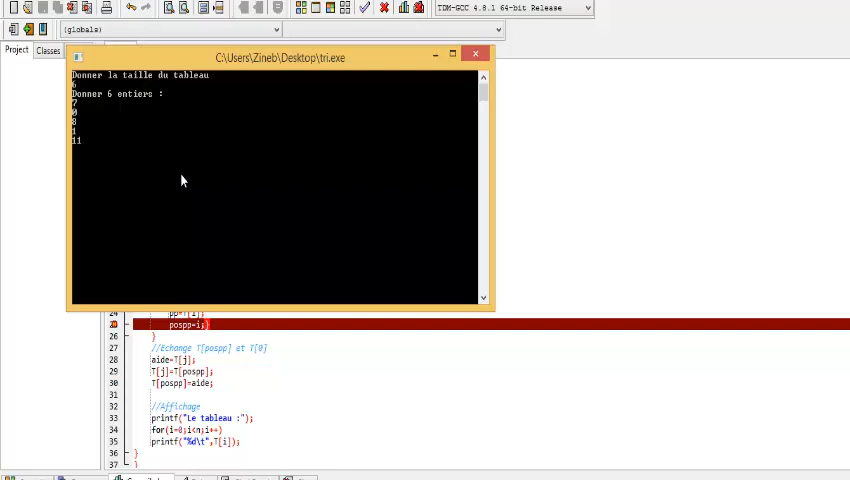 TDM-GCC 4.8.1 64-bit Release
(globals)
Project Classes
C:\Users\Zineb\Desktop\tri.exe
Donner la taille du tableau
6
Donner 6 entiers :
7
0
8
1
11
24 pp=T[i];
pospp=i;}
26 }
27 //Echange T[pospp] et T[0]
28 aide=T[j];
29 T[j]=T[pospp];
30 T[pospp]=aide;
31
32 //Affichage
33 printf("Le tableau :");
34 for(i=0;i<n;i++)
35 printf("%d\t",T[i]);
36 }
37 }